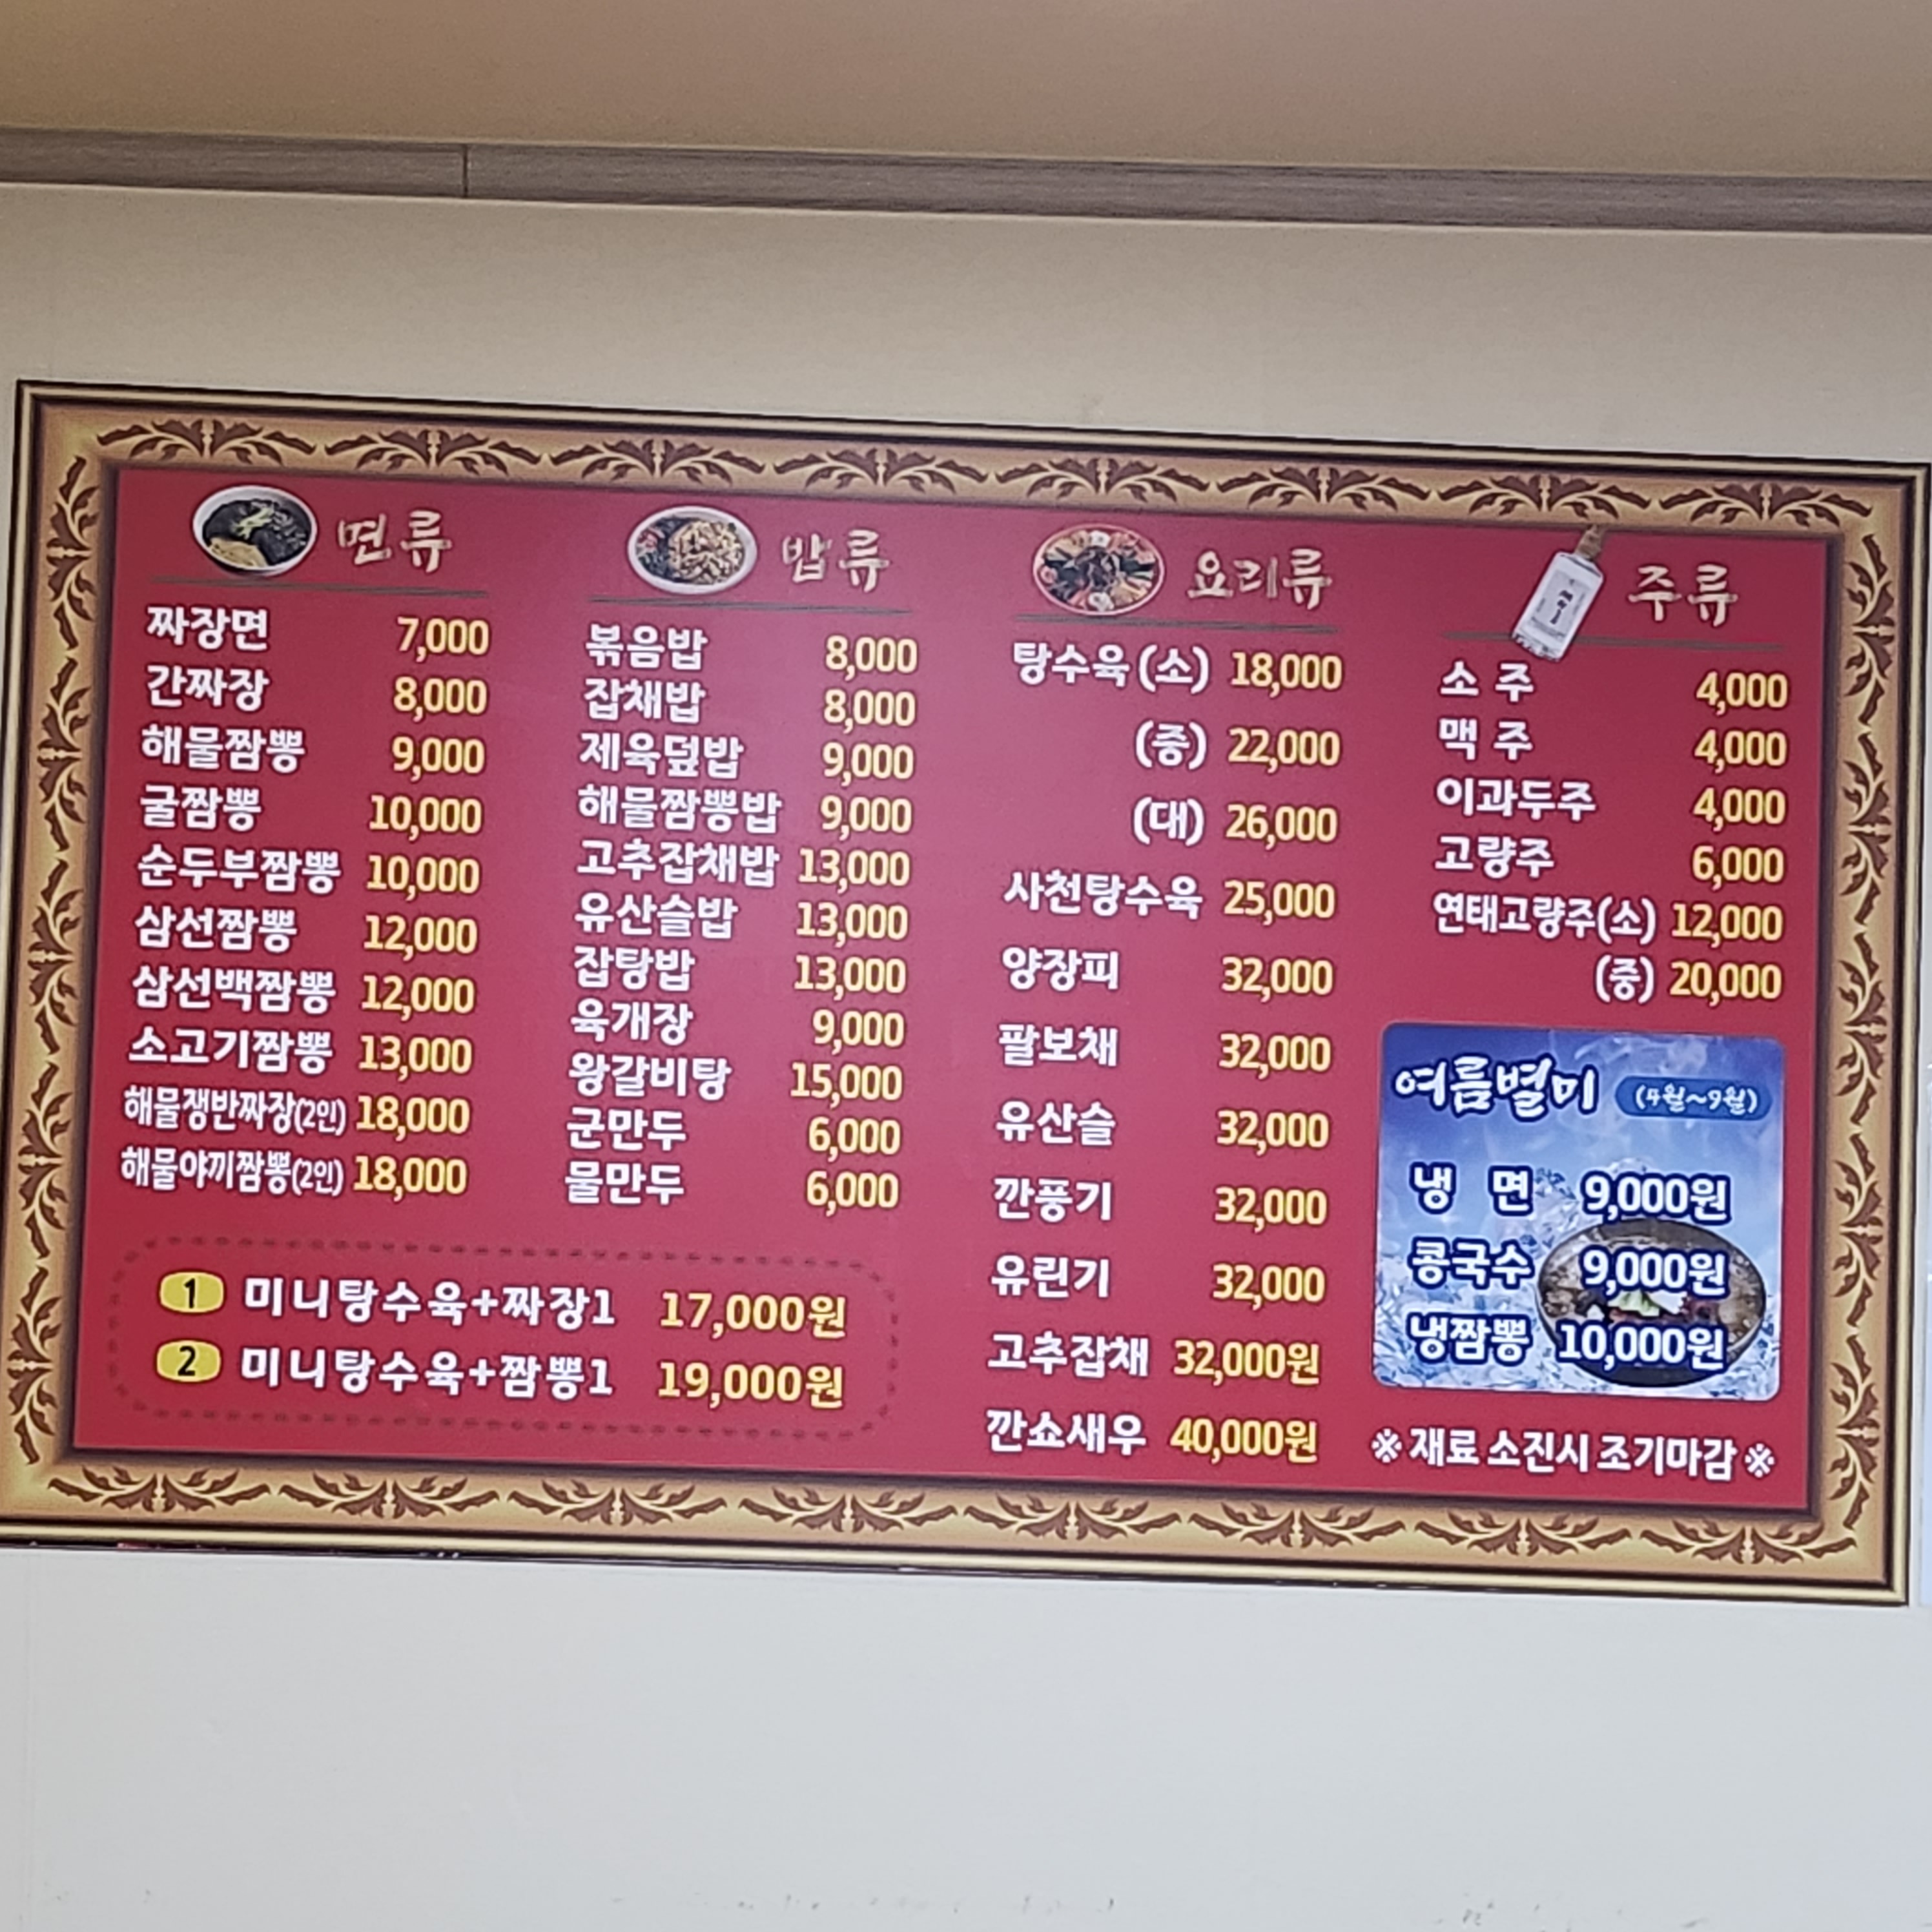 면류
짜장면 7,000
간짜장 8,000
해물짬뽕 9,000
굴짬뽕 10,000
순두부짬뽕 10,000
삼선짬뽕 12,000
삼선백짬뽕 12,000
소고기짬뽕 13,000
해물쟁반짜장(2인) 18,000
해물야끼짬뽕(2인) 18,000
밥류
볶음밥 8,000
잡채밥 8,000
제육덮밥 9,000
해물짬뽕밥 9,000
고추잡채밥 13,000
유산슬밥 13,000
잡탕밥 13,000
육개장 9,000
왕갈비탕 15,000
군만두 6,000
물만두 6,000
1 미니탕수육+짜장1 17,000원
2 미니탕수육+짬뽕1 19,000원
요리류
탕수육 (소) 18,000
(중) 22,000
(대) 26,000
사천탕수육 25,000
양장피 32,000
팔보채 32,000
유산슬 32,000
깐풍기 32,000
유린기 32,000
고추잡채 32,000원
깐쇼새우 40,000원
주류
소 주 4,000
맥 주 4,000
이과두주 4,000
고량주 6,000
연태고량주(소) 12,000
(중) 20,000
여름별미 (4월~9월)
냉 면 9,000원
콩국수 9,000원
냉짬뽕 10,000원
※ 재료 소진시 조기마감 ※